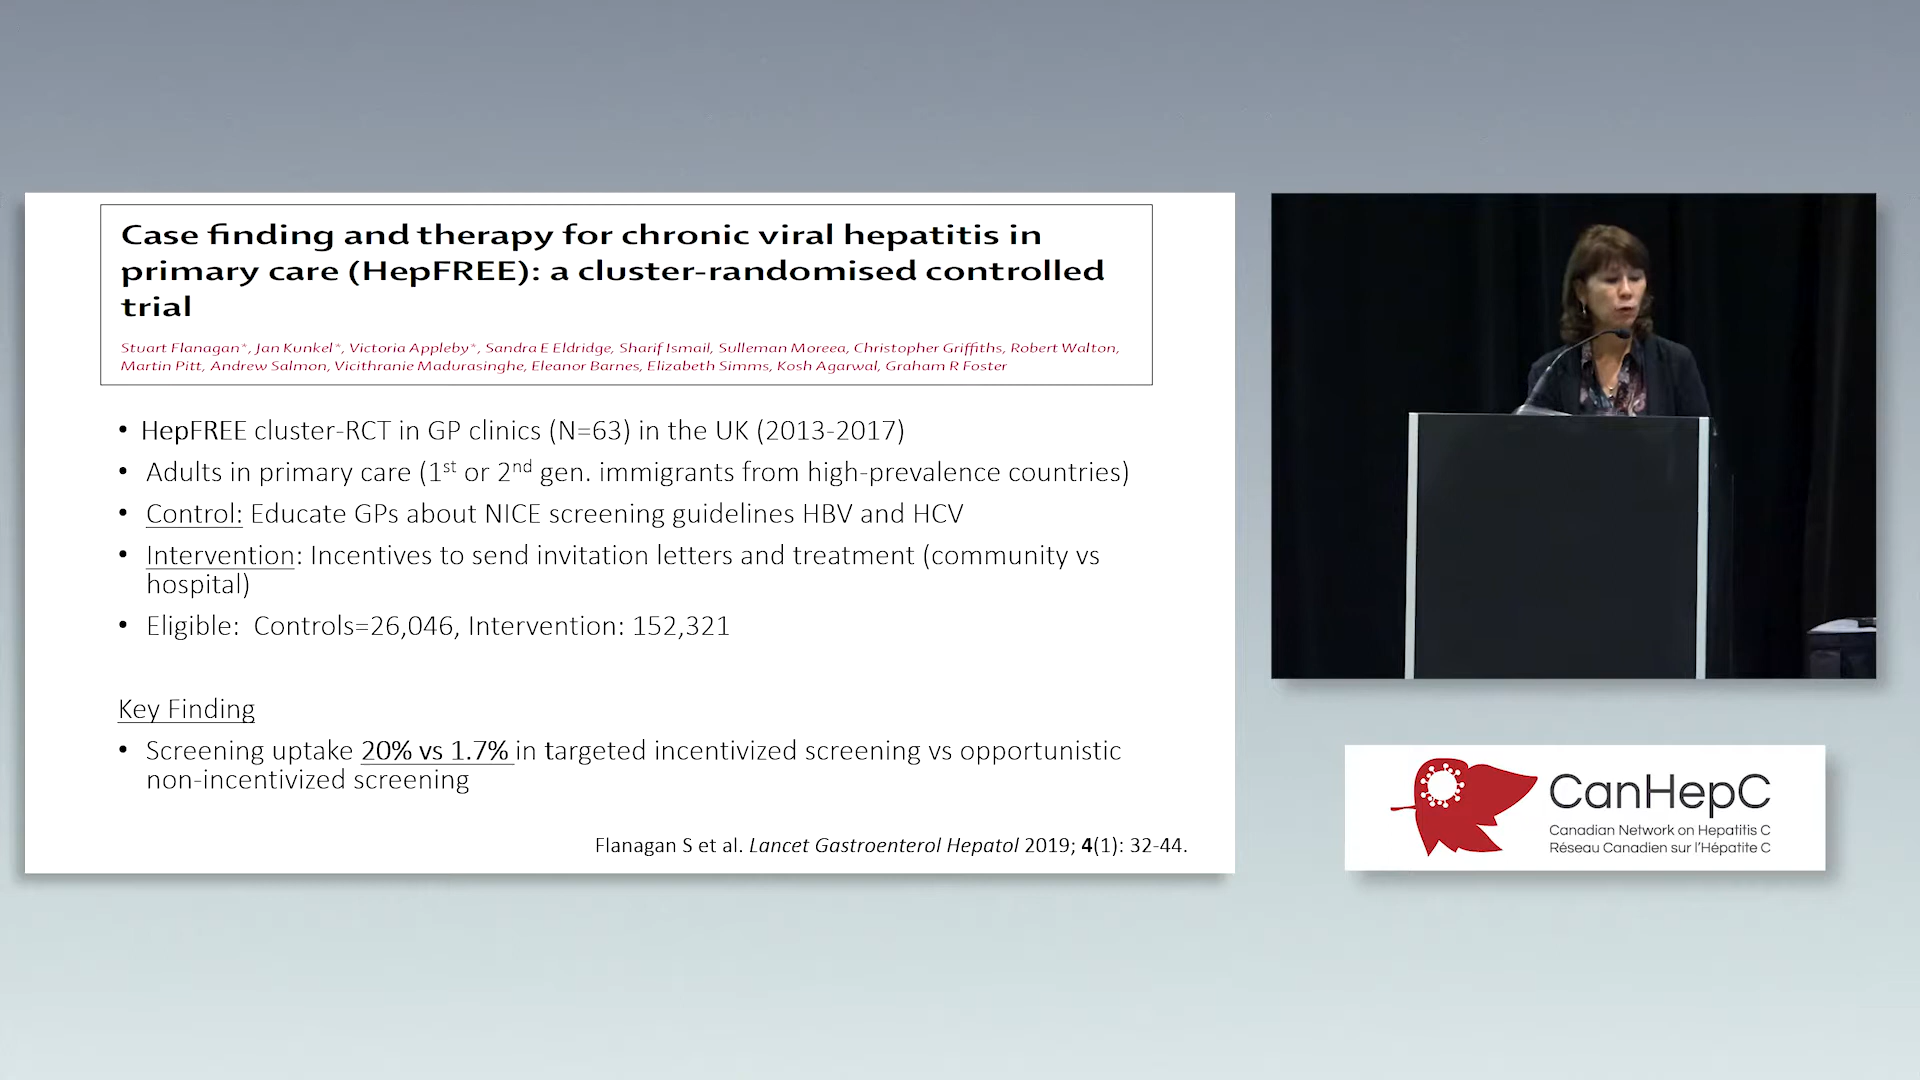 Case finding and therapy for chronic viral hepatitis in
primary care (HepFREE): a cluster-randomised controlled
trial
Stuart Flanagan*, Jan Kunkel*, Victoria Appleby*, Sandra E Eldridge, Sharif Ismail, Sulleman Moreea, Christopher Griffiths, Robert Walton,
Martin Pitt, Andrew Salmon, Vicithranie Madurasinghe, Eleanor Barnes, Elizabeth Simms, Kosh Agarwal, Graham R Foster
• HepFREE cluster-RCT in GP clinics (N=63) in the UK (2013-2017)
• Adults in primary care (1st or 2nd gen. immigrants from high-prevalence countries)
• Control: Educate GPs about NICE screening guidelines HBV and HCV
• Intervention: Incentives to send invitation letters and treatment (community vs
hospital)
• Eligible: Controls=26,046, Intervention: 152,321
Key Finding
• Screening uptake 20% vs 1.7% in targeted incentivized screening vs opportunistic
non-incentivized screening
Flanagan S et al. Lancet Gastroenterol Hepatol 2019; 4(1): 32-44.
CanHepC
Canadian Network on Hepatitis C
Réseau Canadien sur l'Hépatite C